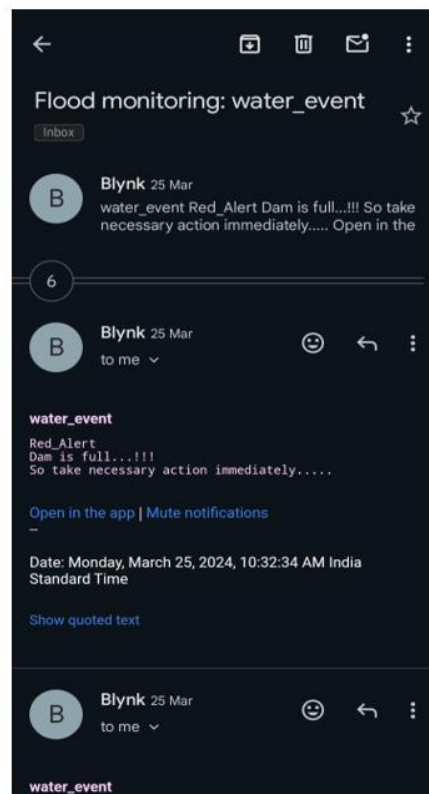 Flood monitoring: water_event
Inbox
B
Blynk 25 Mar
water_event Red_Alert Dam is full...!!! So take
necessary action immediately..... Open in the
6
B
Blynk 25 Mar
to me
water_event
Red_Alert
Dam is full...!!!
So take necessary action immediately.....
Open in the app | Mute notifications
–
Date: Monday, March 25, 2024, 10:32:34 AM India
Standard Time
Show quoted text
B
Blynk 25 Mar
to me
water_event